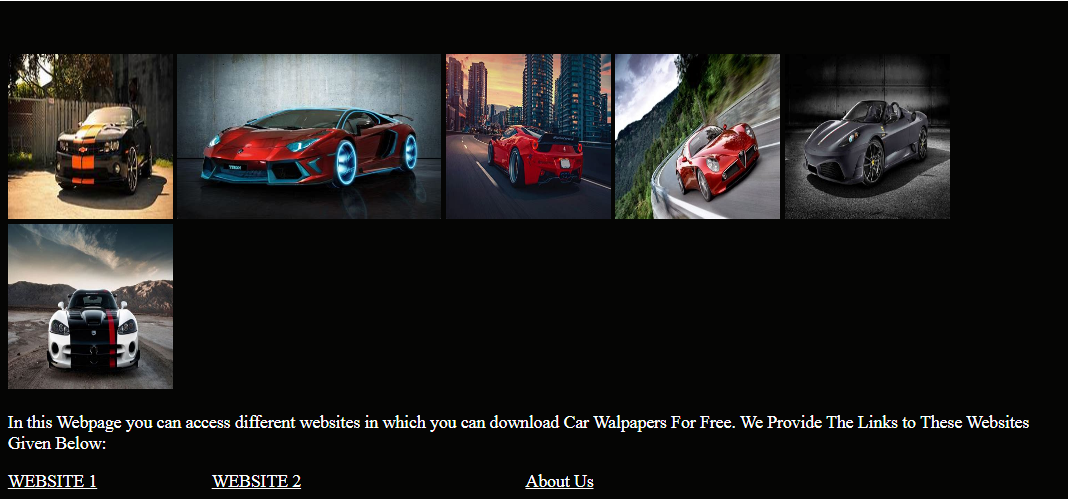 In this Webpage you can access different websites in which you can download Car Walpapers For Free. We Provide The Links to These Websites
Given Below:
WEBSITE 1 WEBSITE 2 About Us